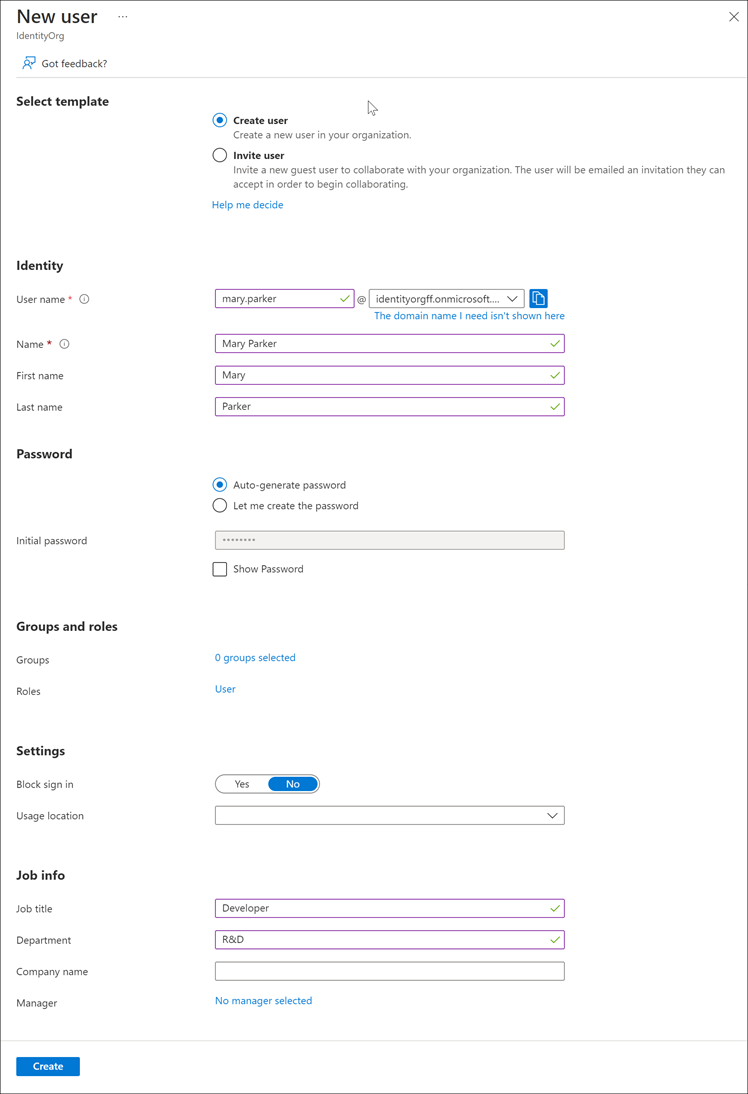 New user ...
IdentityOrg
Got feedback?
Select template
Create user
Create a new user in your organization.
Invite user
Invite a new guest user to collaborate with your organization. The user will be emailed an invitation they can
accept in order to begin collaborating.
Help me decide
Identity
User name *
mary.parker @ identityorgff.onmicrosoft....
The domain name I need isn't shown here
Name * Mary Parker
First name Mary
Last name Parker
Password
Auto-generate password
Let me create the password
Initial password ••••••••
Show Password
Groups and roles
Groups 0 groups selected
Roles User
Settings
Block sign in Yes No
Usage location
Job info
Job title Developer
Department R&D
Company name
Manager No manager selected
Create